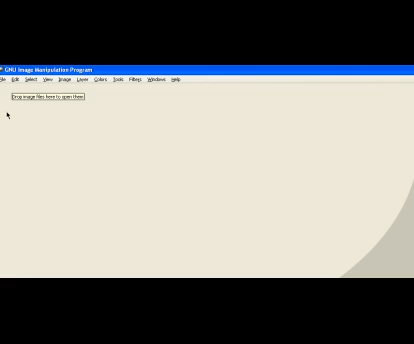 GNU Image Manipulation Program
File Edit Select View Image Layer Colors Tools Filters Windows Help
Drop image files here to open them